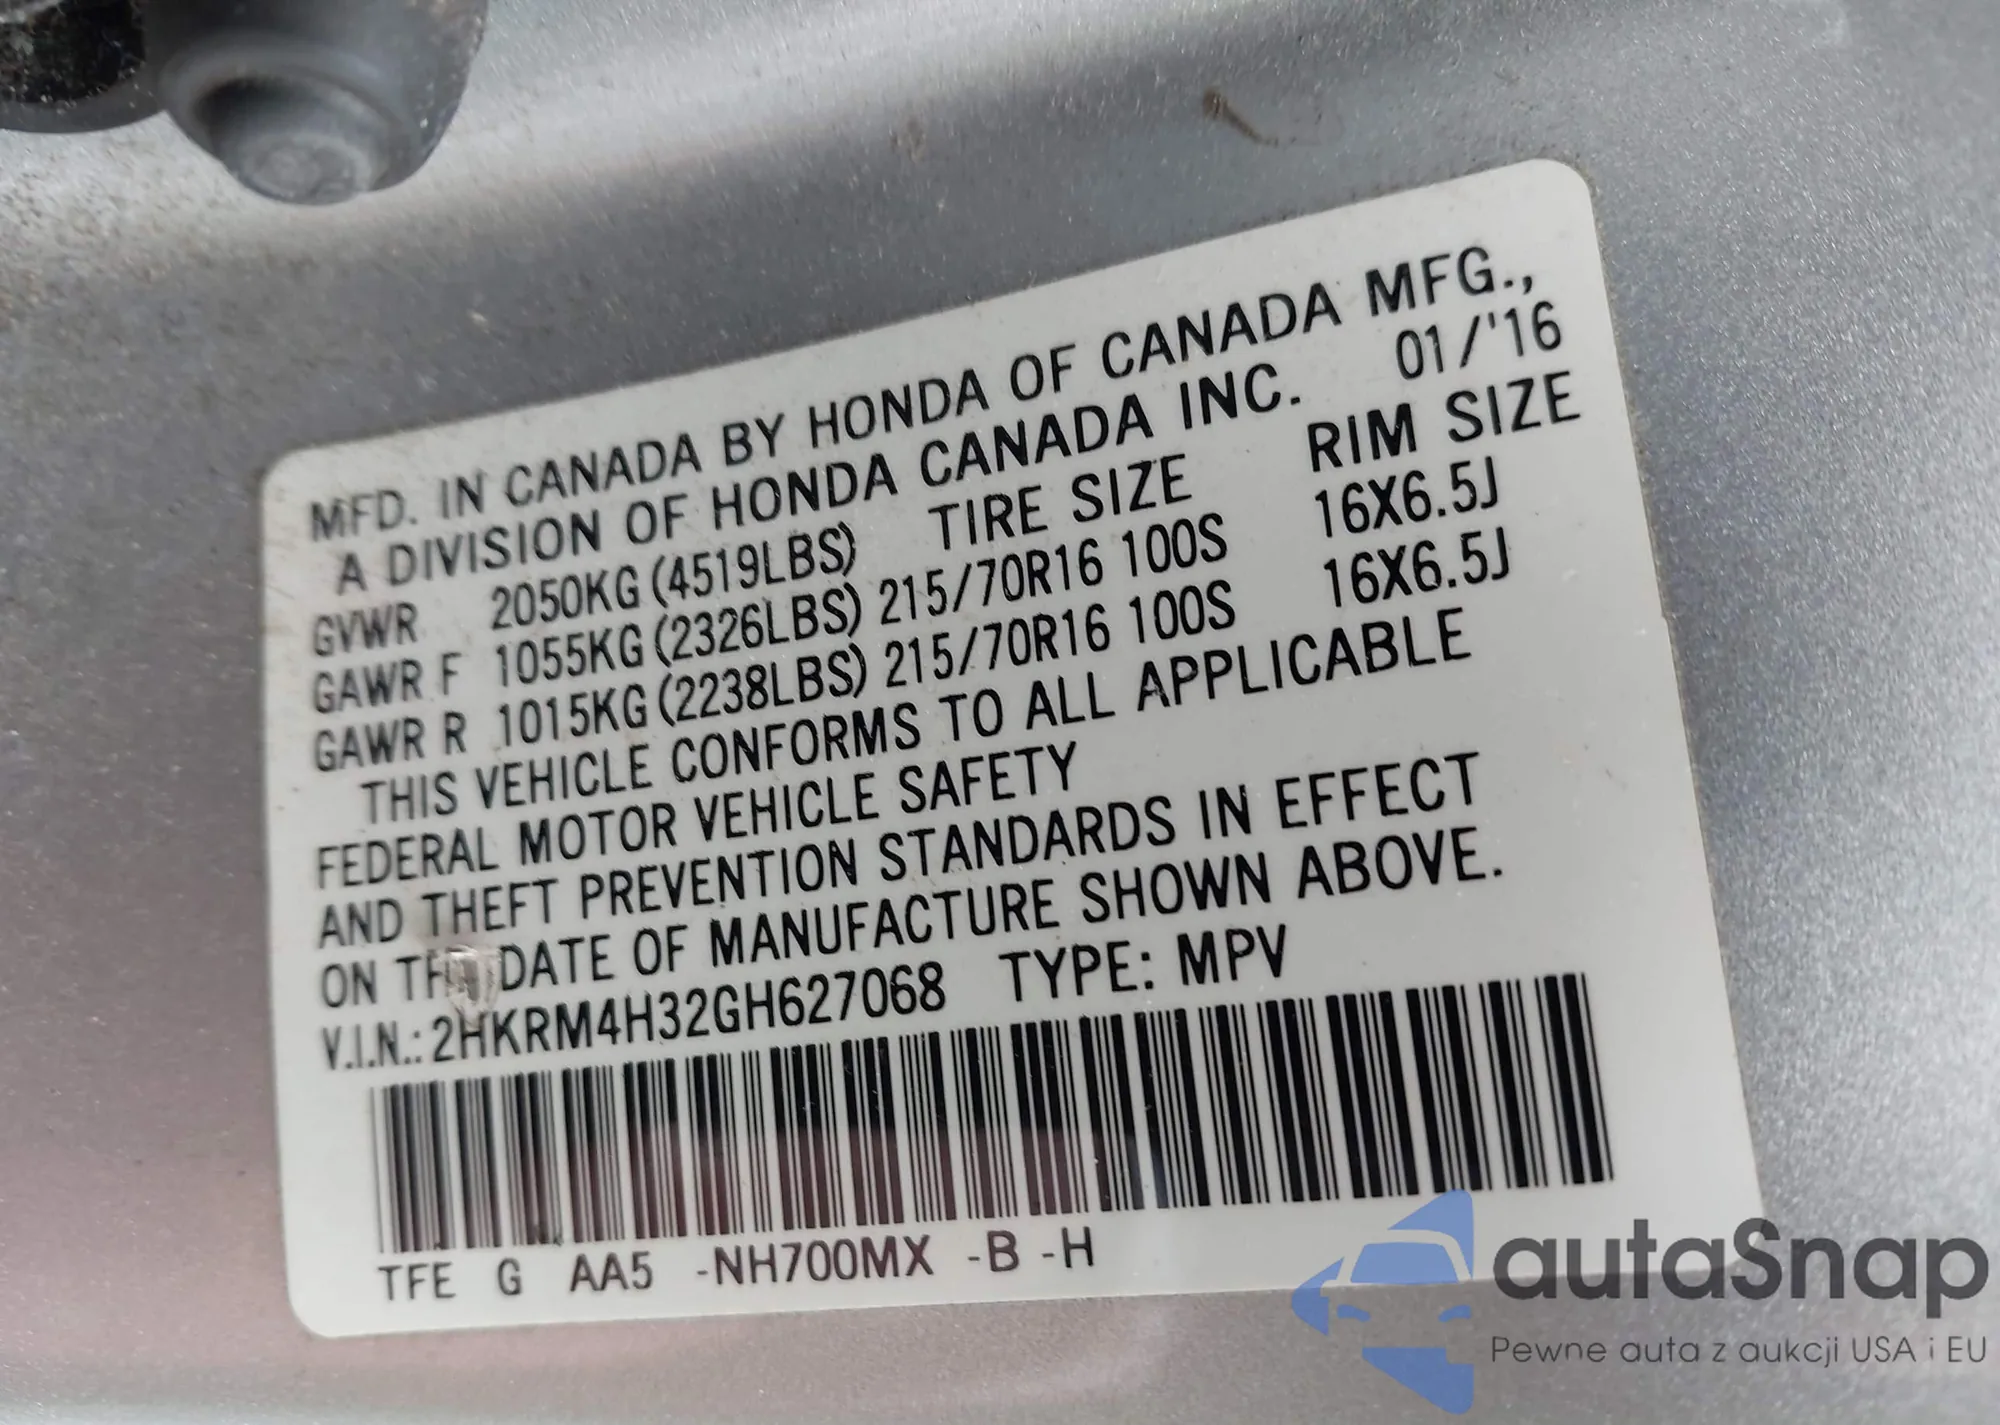 MFD. IN CANADA BY HONDA OF CANADA MFG.,
A DIVISION OF HONDA CANADA INC. 01/'16
TIRE SIZE RIM SIZE
GVWR 2050KG (4519LBS)
GAWR F 1055KG (2326LBS) 215/70R16 100S 16X6.5J
GAWR R 1015KG (2238LBS) 215/70R16 100S 16X6.5J
THIS VEHICLE CONFORMS TO ALL APPLICABLE
FEDERAL MOTOR VEHICLE SAFETY
AND THEFT PREVENTION STANDARDS IN EFFECT
ON DATE OF MANUFACTURE SHOWN ABOVE.
V.I.N.: 2HKRM4H32GH627068 TYPE: MPV
TFE G AA5 -NH700MX -B -H
autaSnap
Pewne auta z aukcji USA i EU